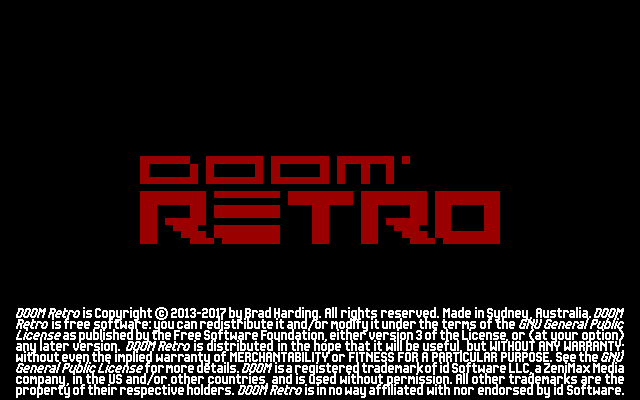 DOOM
RETRO
DOOM Retro is Copyright © 2013-2017 by Brad Harding. All rights reserved. Made in Sydney, Australia. DOOM
Retro is free software: you can redistribute it and/or modify it under the terms of the GNU General Public
License as published by the Free Software Foundation, either version 3 of the License, or (at your option)
any later version. DOOM Retro is distributed in the hope that it will be useful, but WITHOUT ANY WARRANTY;
without even the implied warranty of MERCHANTABILITY or FITNESS FOR A PARTICULAR PURPOSE. See the GNU
General Public License for more details. DOOM is a registered trademark of id Software LLC, a ZeniMax Media
company, in the US and/or other countries, and is used without permission. All other trademarks are the
property of their respective holders. DOOM Retro is in no way affiliated with nor endorsed by id Software.